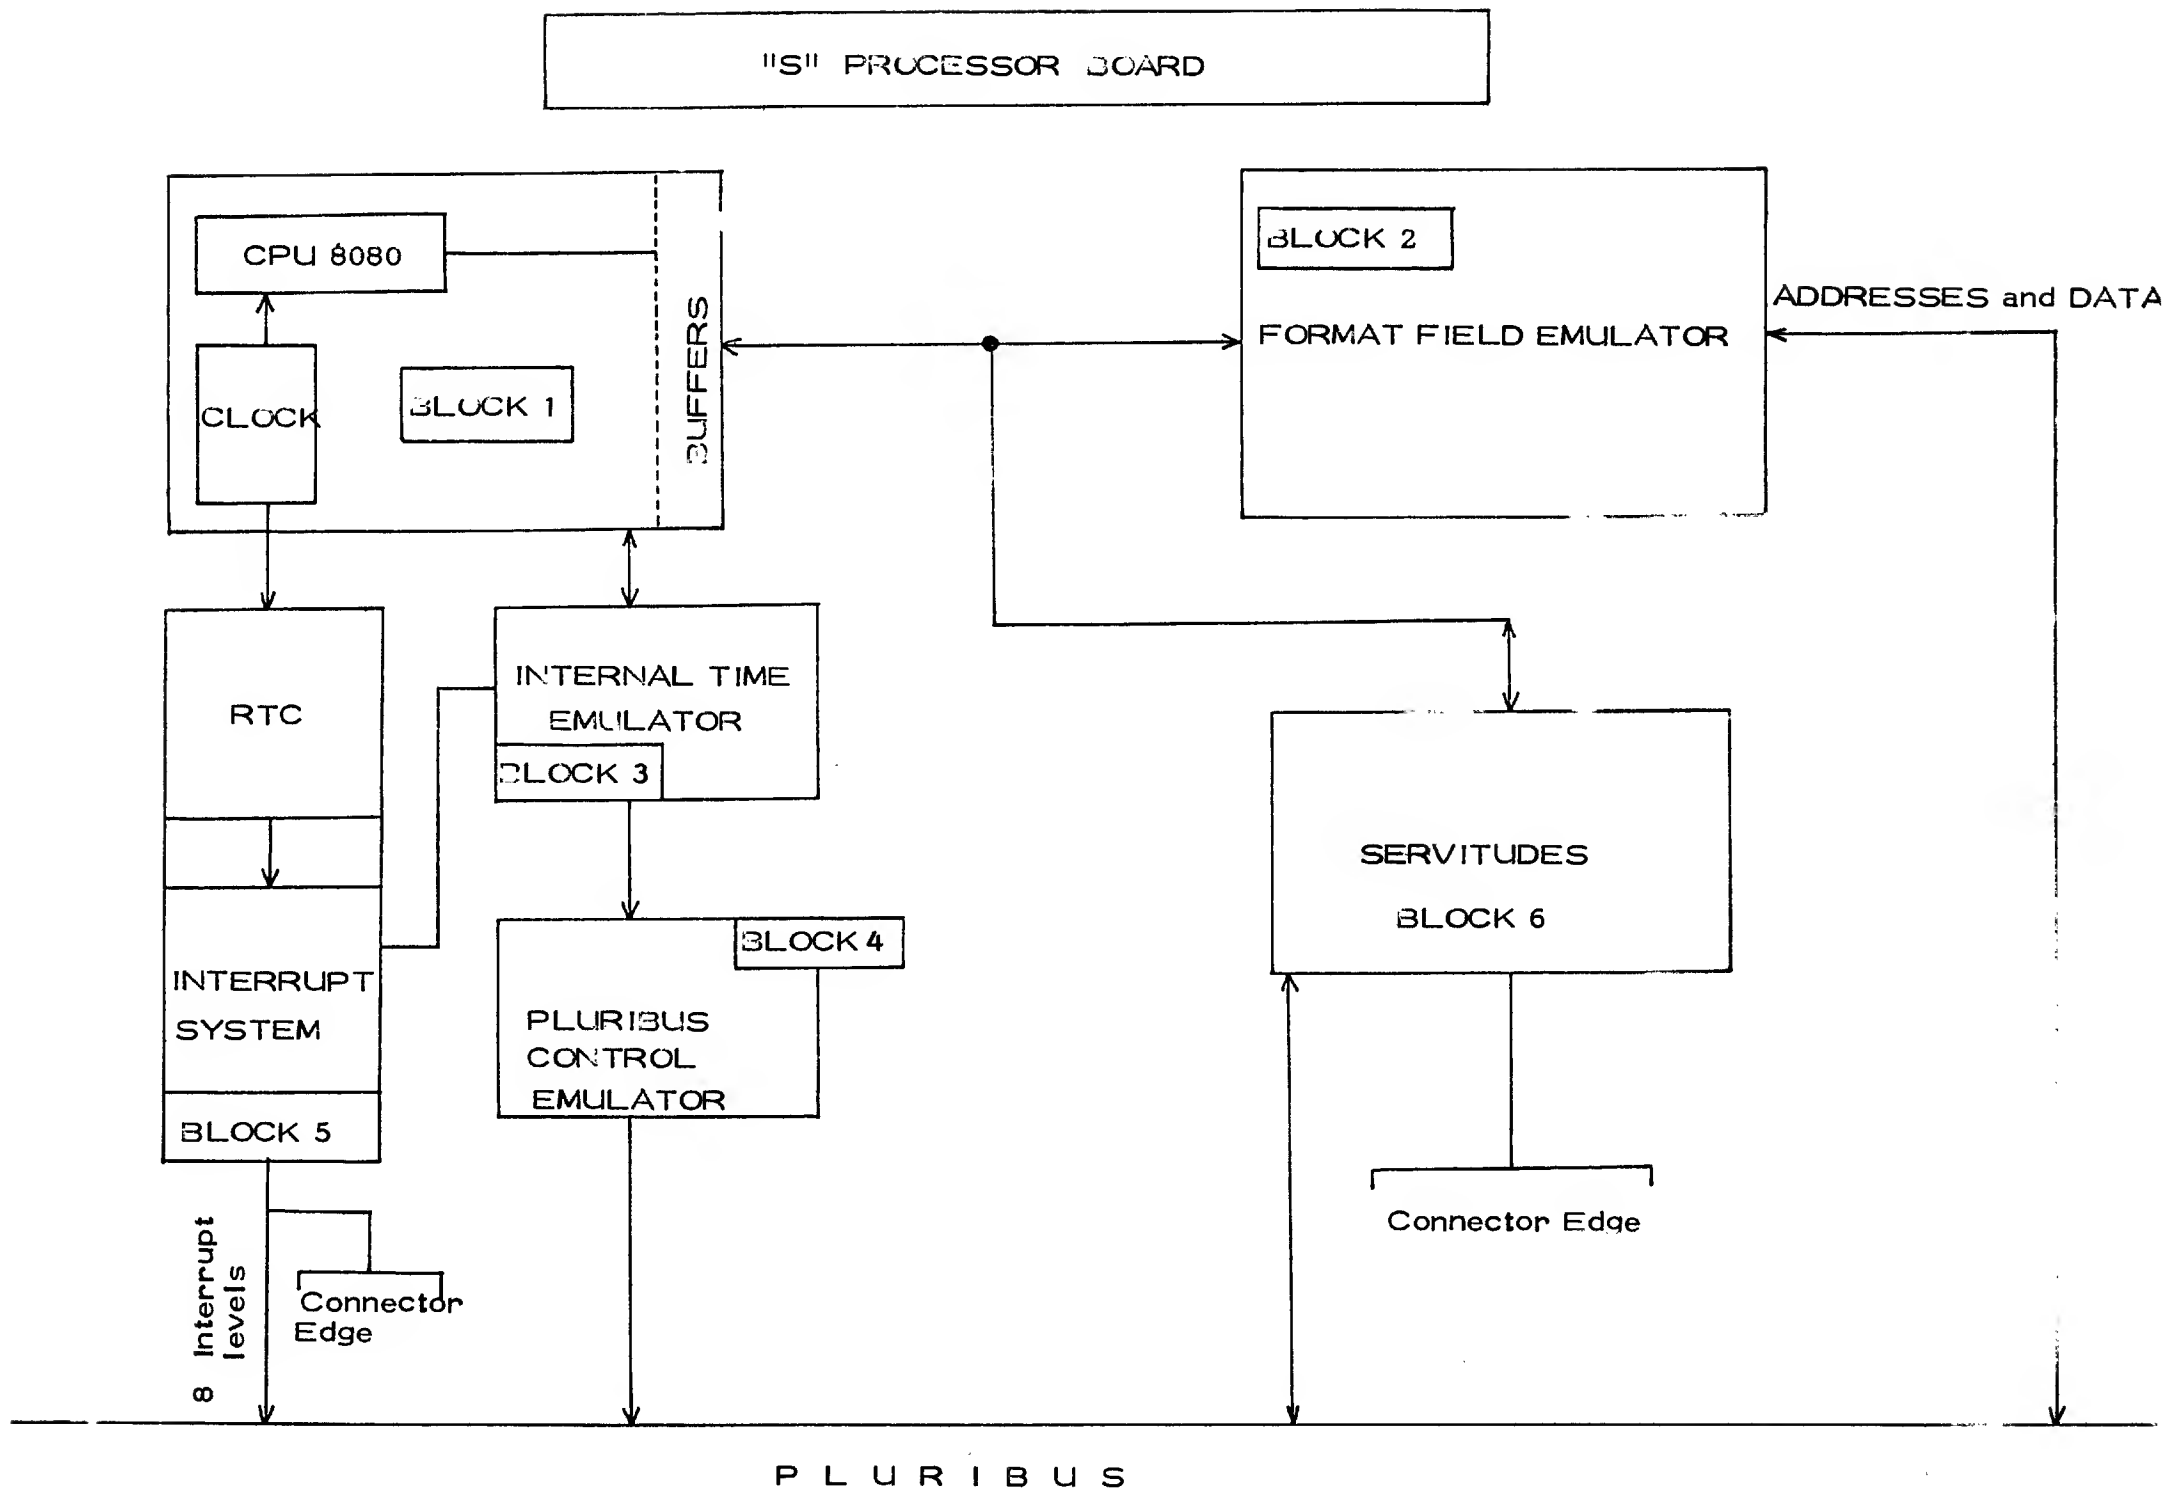 "S" PROCESSOR BOARD
CPU 8080
CLOCK
BLOCK 1
BUFFERS
BLOCK 2
FORMAT FIELD EMULATOR
ADDRESSES and DATA
RTC
INTERNAL TIME
EMULATOR
BLOCK 3
SERVITUDES
BLOCK 6
INTERRUPT
SYSTEM
BLOCK 5
BLOCK 4
PLURIBUS
CONTROL
EMULATOR
8 Interrupt
levels
Connector
Edge
Connector Edge
PLURIBUS